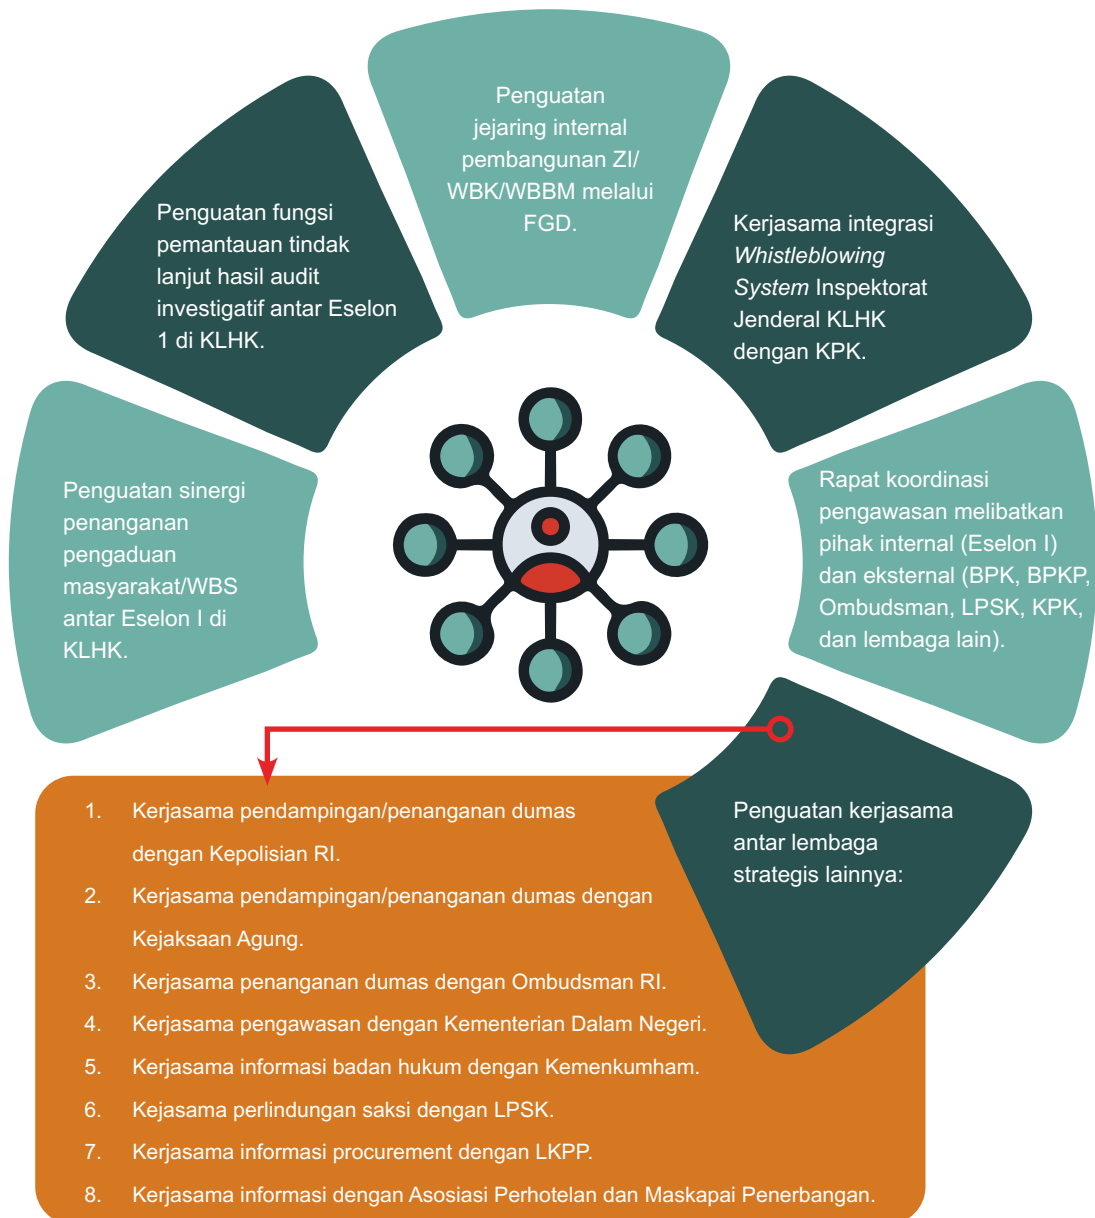 Penguatan sinergi
penanganan
pengaduan
masyarakat/WBS
antar Eselon I di
KLHK.
Penguatan fungsi
pemantauan tindak
lanjut hasil audit
investigatif antar Eselon
1 di KLHK.
Penguatan
jejaring internal
pembangunan ZI/
WBK/WBBM melalui
FGD.
Kerjasama integrasi
Whistleblowing
System Inspektorat
Jenderal KLHK
dengan KPK.
Rapat koordinasi
pengawasan melibatkan
pihak internal (Eselon I)
dan eksternal (BPK, BPKP,
Ombudsman, LPSK, KPK,
dan lembaga lain).
Penguatan kerjasama
antar lembaga
strategis lainnya:
1. Kerjasama pendampingan/penanganan dumas
dengan Kepolisian RI.
2. Kerjasama pendampingan/penanganan dumas dengan
Kejaksaan Agung.
3. Kerjasama penanganan dumas dengan Ombudsman RI.
4. Kerjasama pengawasan dengan Kementerian Dalam Negeri.
5. Kerjasama informasi badan hukum dengan Kemenkumham.
6. Kejasama perlindungan saksi dengan LPSK.
7. Kerjasama informasi procurement dengan LKPP.
8. Kerjasama informasi dengan Asosiasi Perhotelan dan Maskapai Penerbangan.